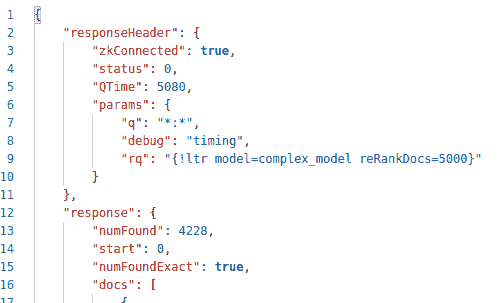 1 {
2 "responseHeader": {
3 "zkConnected": true,
4 "status": 0,
5 "QTime": 5080,
6 "params": {
7 "q": "*:*",
8 "debug": "timing",
9 "rq": "{!ltr model=complex_model reRankDocs=5000}"
10 }
11 },
12 "response": {
13 "numFound": 4228,
14 "start": 0,
15 "numFoundExact": true,
16 "docs": [
17 {